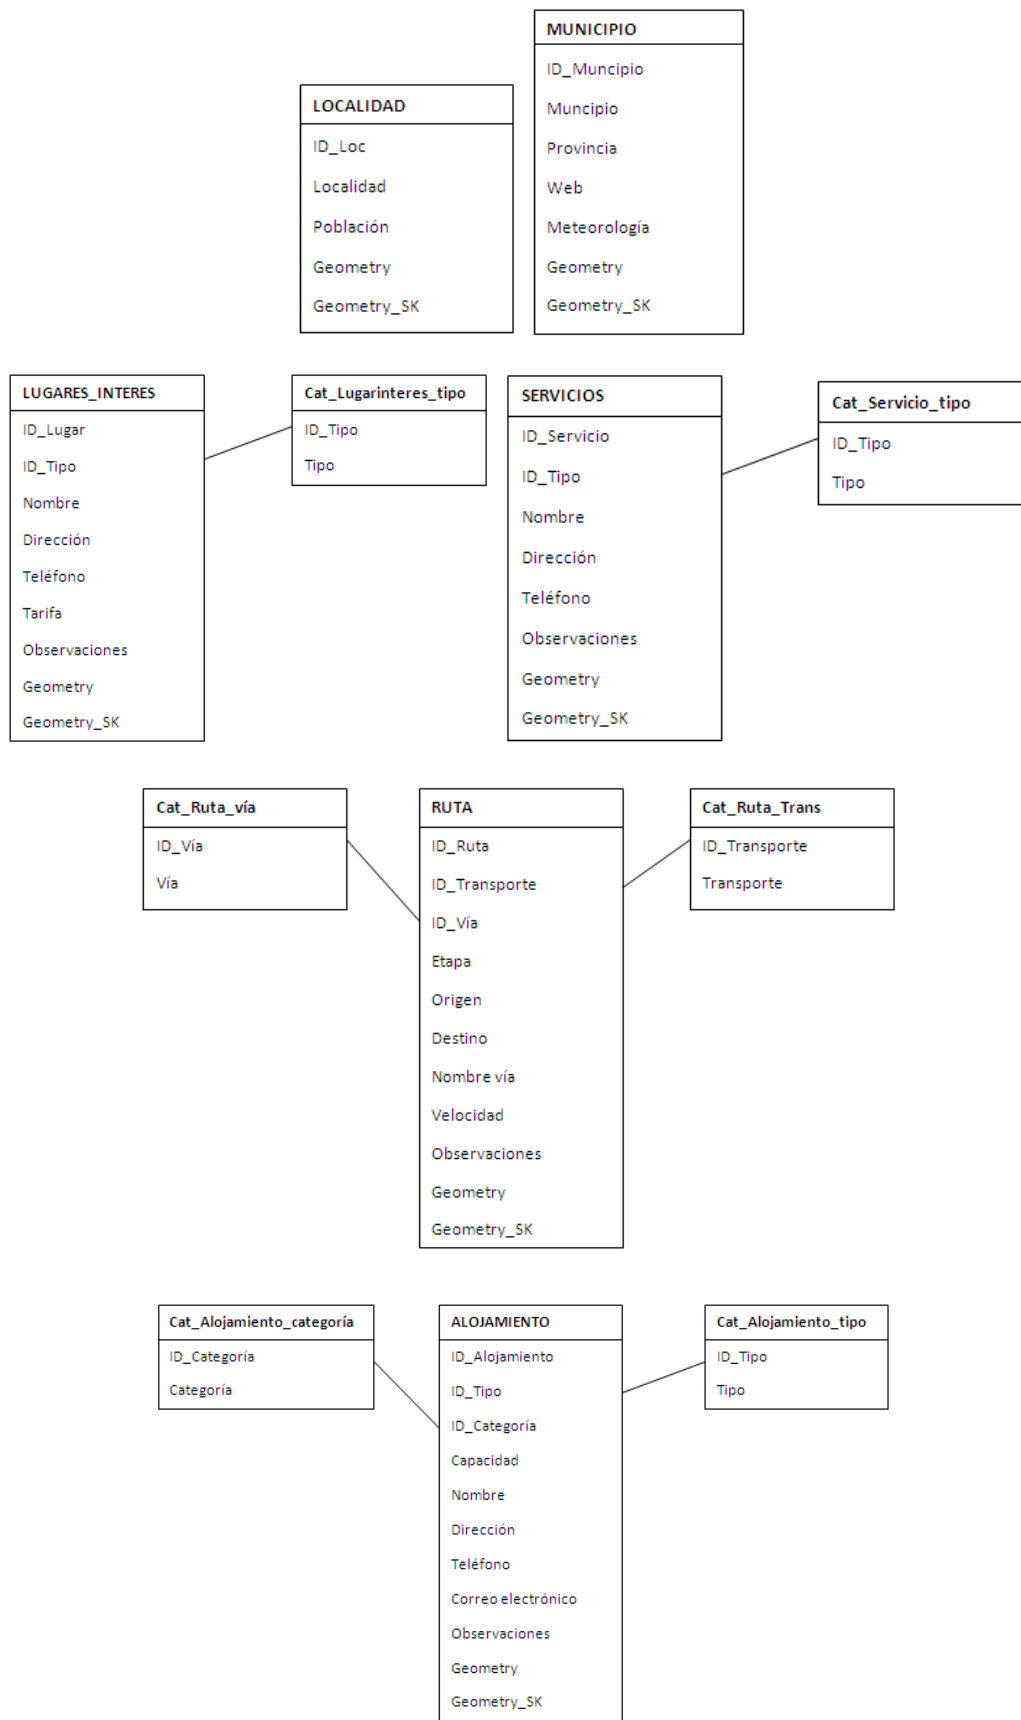 MUNICIPIO
ID_Muncipio
Muncipio
Provincia
Web
Meteorología
Geometry
Geometry_SK
LOCALIDAD
ID_Loc
Localidad
Población
Geometry
Geometry_SK
LUGARES_INTERES
ID_Lugar
ID_Tipo
Nombre
Dirección
Teléfono
Tarifa
Observaciones
Geometry
Geometry_SK
Cat_Lugarinteres_tipo
ID_Tipo
Tipo
SERVICIOS
ID_Servicio
ID_Tipo
Nombre
Dirección
Teléfono
Observaciones
Geometry
Geometry_SK
Cat_Servicio_tipo
ID_Tipo
Tipo
Cat_Ruta_vía
ID_Vía
Vía
RUTA
ID_Ruta
ID_Transporte
ID_Vía
Etapa
Origen
Destino
Nombre vía
Velocidad
Observaciones
Geometry
Geometry_SK
Cat_Ruta_Trans
ID_Transporte
Transporte
Cat_Alojamiento_categoría
ID_Categoría
Categoría
ALOJAMIENTO
ID_Alojamiento
ID_Tipo
ID_Categoría
Capacidad
Nombre
Dirección
Teléfono
Correo electrónico
Observaciones
Geometry
Geometry_SK
Cat_Alojamiento_tipo
ID_Tipo
Tipo